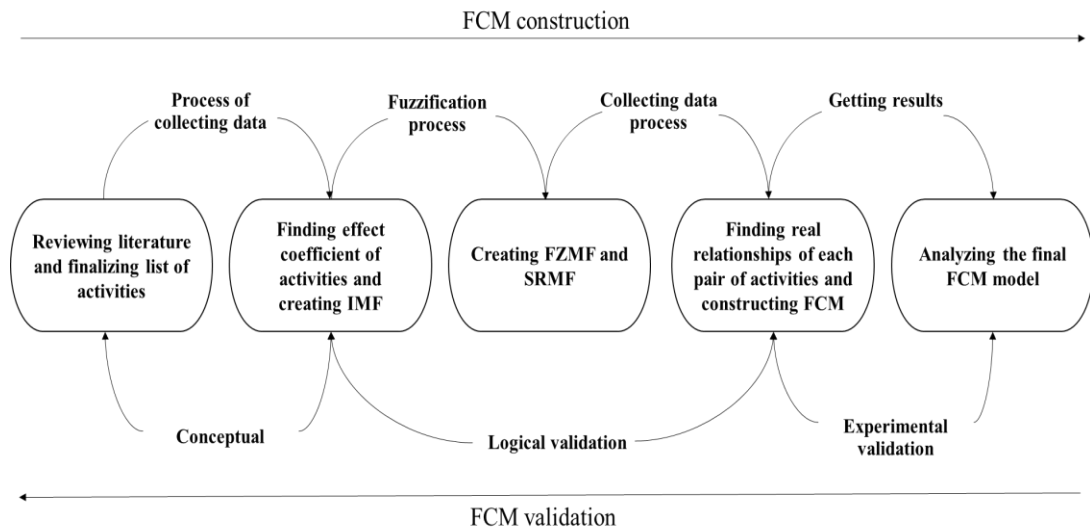 FCM construction
Process of
collecting data
Fuzzification
process
Collecting data
process
Getting results
Reviewing literature
and finalizing list of
activities
Finding effect
coefficient of
activities and
creating IMF
Creating FZMF and
SRMF
Finding real
relationships of each
pair of activities and
constructing FCM
Analyzing the final
FCM model
Conceptual
Logical validation
Experimental
validation
FCM validation